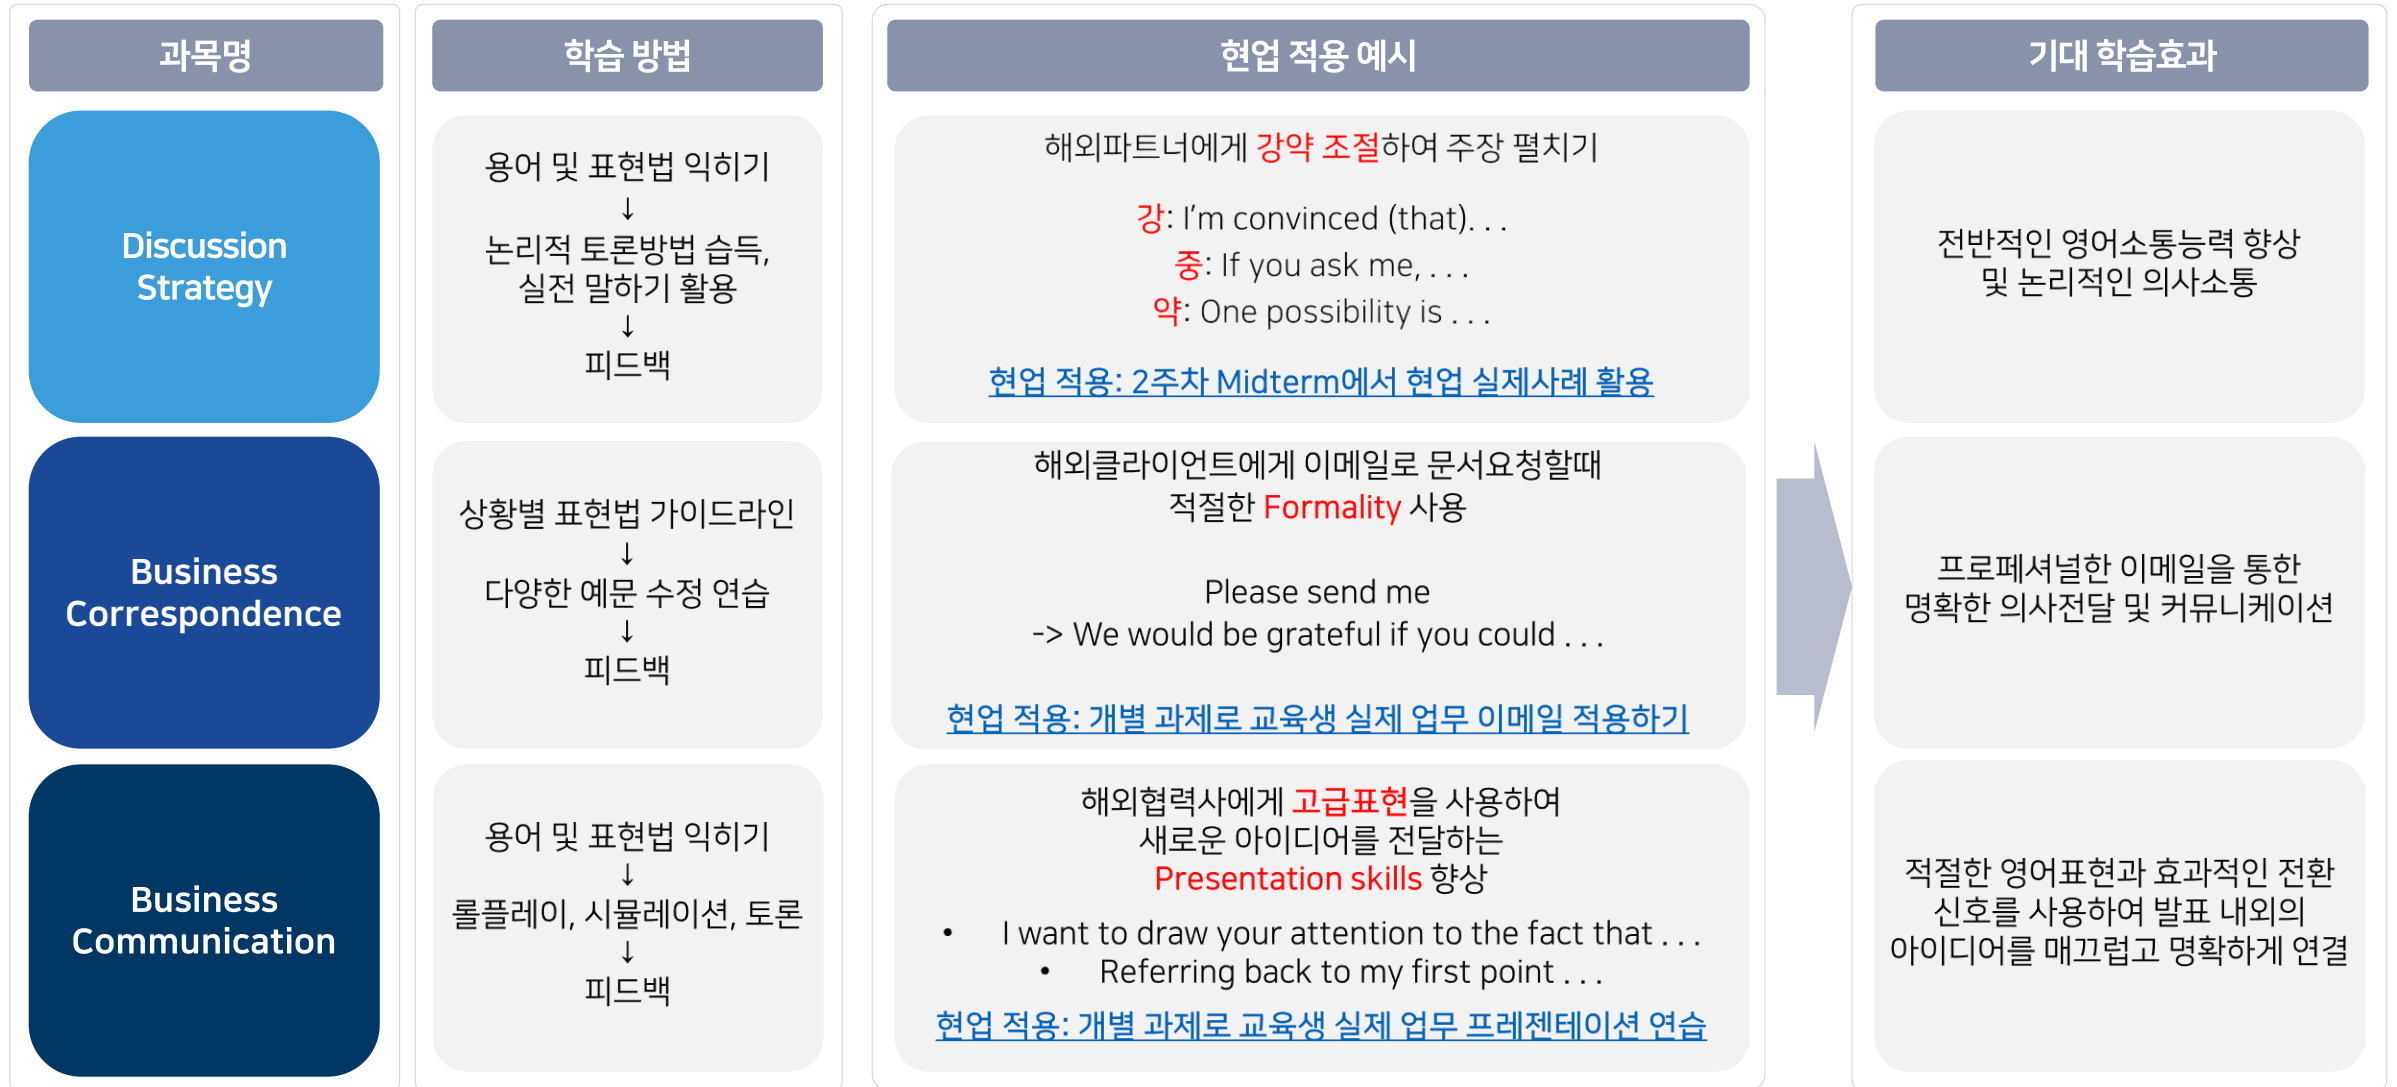 과목명
학습 방법
현업 적용 예시
기대 학습효과
Discussion
Strategy
용어 및 표현법 익히기
↓
논리적 토론방법 습득,
실전 말하기 활용
↓
피드백
해외파트너에게 강약 조절하여 주장 펼치기
강: I'm convinced (that). . .
중: If you ask me, . . .
약: One possibility is . . .
현업 적용: 2주차 Midterm에서 현업 실제사례 활용
전반적인 영어소통능력 향상
및 논리적인 의사소통
Business
Correspondence
상황별 표현법 가이드라인
↓
다양한 예문 수정 연습
↓
피드백
해외클라이언트에게 이메일로 문서요청할때
적절한 Formality 사용
Please send me
-> We would be grateful if you could . . .
현업 적용: 개별 과제로 교육생 실제 업무 이메일 적용하기
프로페셔널한 이메일을 통한
명확한 의사전달 및 커뮤니케이션
Business
Communication
용어 및 표현법 익히기
↓
롤플레이, 시뮬레이션, 토론
↓
피드백
해외협력사에게 고급표현을 사용하여
새로운 아이디어를 전달하는
Presentation skills 향상
• I want to draw your attention to the fact that . . .
• Referring back to my first point . . .
현업 적용: 개별 과제로 교육생 실제 업무 프레젠테이션 연습
적절한 영어표현과 효과적인 전환
신호를 사용하여 발표 내외의
아이디어를 매끄럽고 명확하게 연결